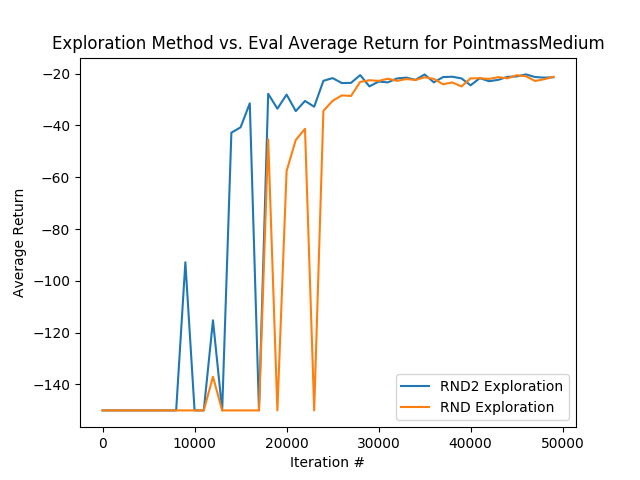 Exploration Method vs. Eval Average Return for PointmassMedium
−20
−40
−60
−80
−100
−120
−140
Average Return
0
10000
20000
30000
40000
50000
Iteration #
RND2 Exploration
RND Exploration